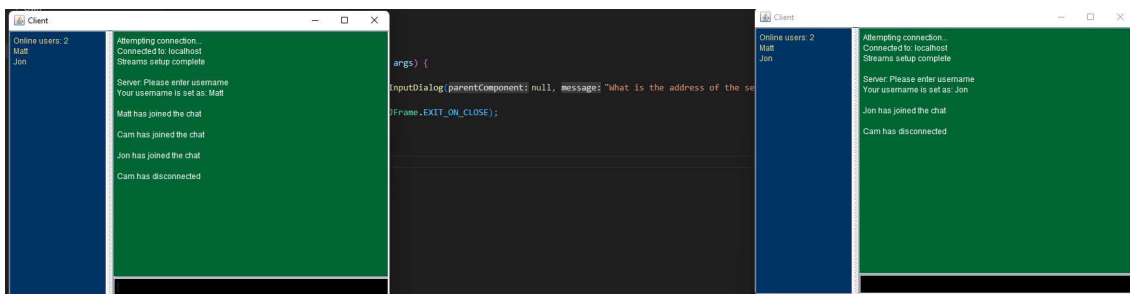 Client
Online users: 2
Matt
Jon
Attempting connection...
Connected to: localhost
Streams setup complete
Server: Please enter username
Your username is set as: Matt
Matt has joined the chat
Cam has joined the chat
Jon has joined the chat
Cam has disconnected
args) {
InputDialog(parentComponent: null, message: "What is the address of the se
JFrame.EXIT_ON_CLOSE);
Client
Online users: 2
Matt
Jon
Attempting connection...
Connected to: localhost
Streams setup complete
Server: Please enter username
Your username is set as: Jon
Jon has joined the chat
Cam has disconnected